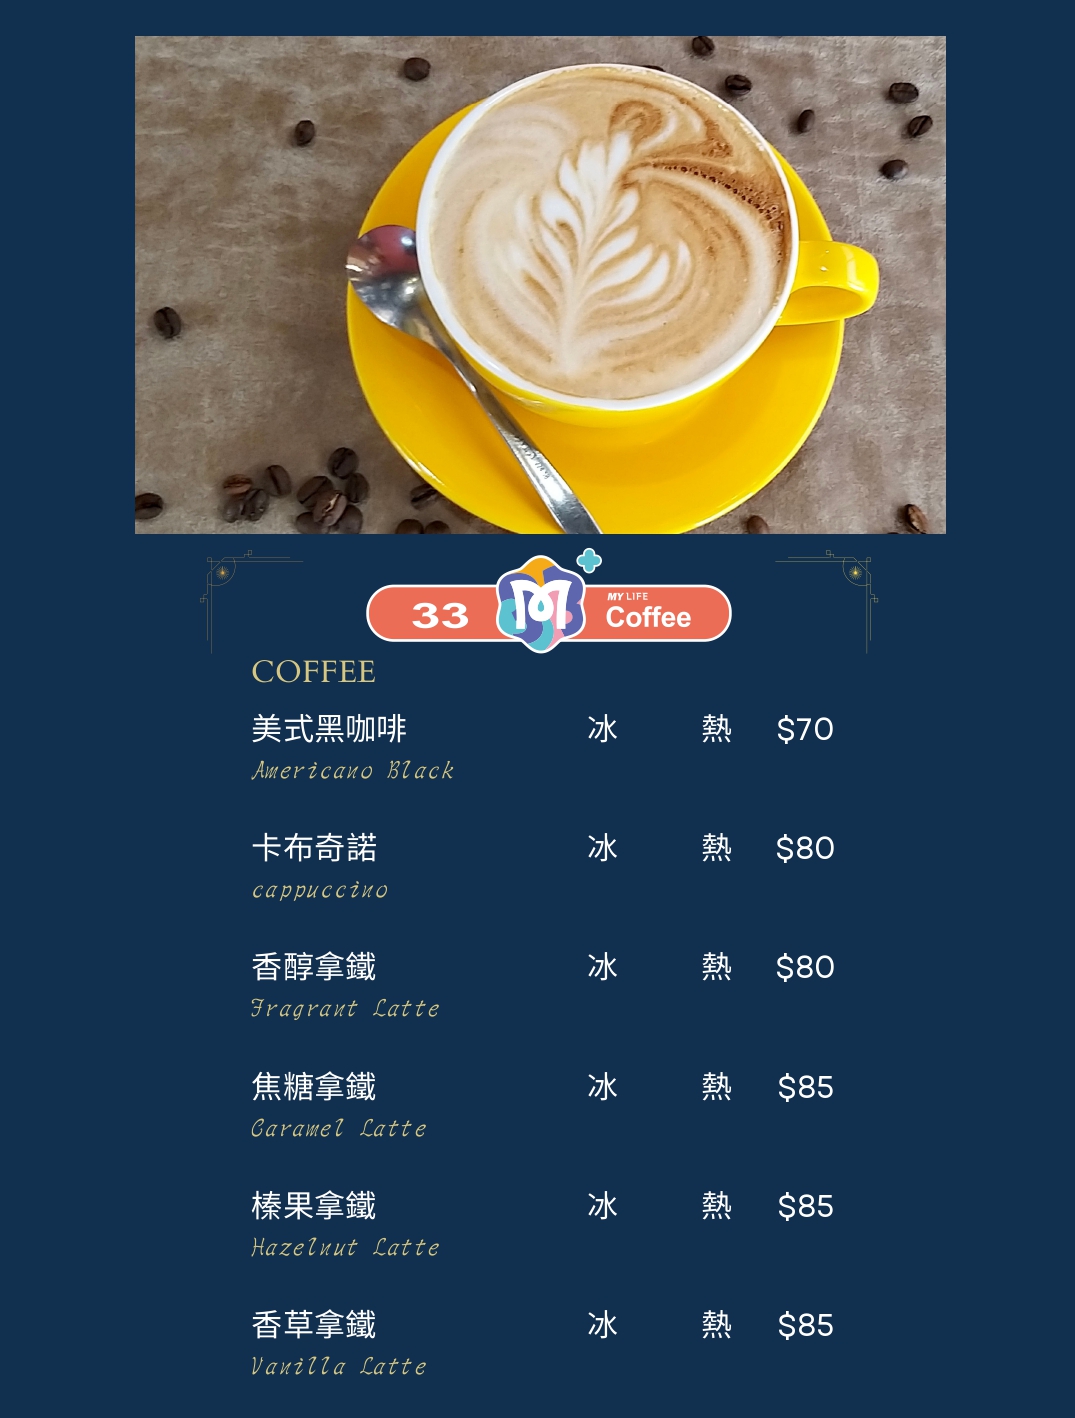 33
MY LIFE
Coffee
COFFEE
美式黑咖啡 冰 熱 $70
Americano Black
卡布奇諾 冰 熱 $80
cappuccino
香醇拿鐵 冰 熱 $80
Fragrant Latte
焦糖拿鐵 冰 熱 $85
Caramel Latte
榛果拿鐵 冰 熱 $85
Hazelnut Latte
香草拿鐵 冰 熱 $85
Vanilla Latte